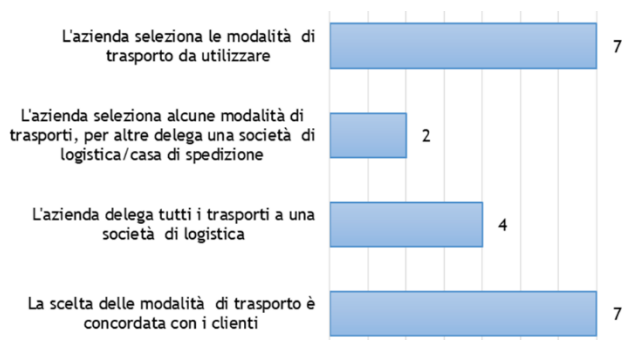 L'azienda seleziona le modalità di
trasporto da utilizzare
7
L'azienda seleziona alcune modalità di
trasporti, per altre delega una società di
logistica/casa di spedizione
2
L'azienda delega tutti i trasporti a una
società di logistica
4
La scelta delle modalità di trasporto è
concordata con i clienti
7